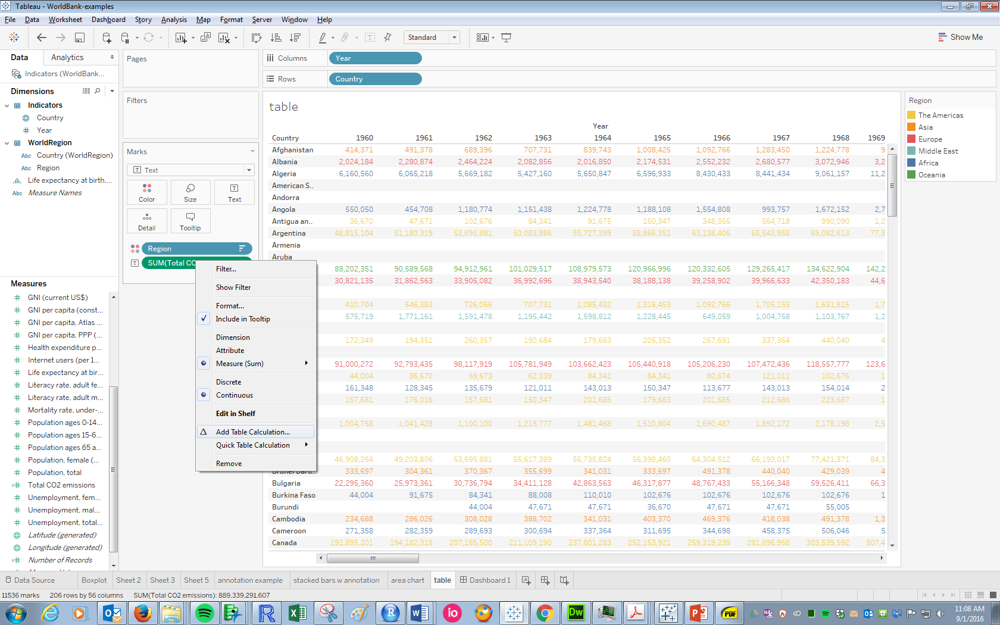 Tableau - WorldBank-examples
File Data Worksheet Dashboard Story Analysis Map Format Server Window Help
Standard
Show Me
Data Analytics
Indicators (WorldBank...
Dimensions
Indicators
Country
Year
WorldRegion
Abc Country (WorldRegion)
Abc Region
Life expectancy at birth,...
Abc Measure Names
Measures
GNI (current US$)
GNI per capita (const...
GNI per capita, Atlas ...
GNI per capita, PPP (...
Health expenditure p...
Internet users (per 1...
Life expectancy at bir...
Literacy rate, adult fe...
Literacy rate, adult m...
Mortality rate, under-...
Population ages 0-14...
Population ages 15-6...
Population ages 65 a...
Population, female (...
Population, total
Total CO2 emissions
Unemployment, fem...
Unemployment, mal...
Unemployment, total...
Latitude (generated)
Longitude (generated)
Number of Records
Pages
Filters
Marks
Text
Color Size Text
Detail Tooltip
Region
SUM(Total CO
Filter...
Show Filter
Format...
Include in Tooltip
Dimension
Attribute
Measure (Sum)
Discrete
Continuous
Edit in Shelf
Add Table Calculation...
Quick Table Calculation
Remove
Columns Year
Rows Country
table
Year
Country 1960 1961 1962 1963 1964 1965 1966 1967 1968 1969
Afghanistan 414,371 491,378 689,396 707,731 839,743 1,008,425 1,092,766 1,283,450 1,224,778 9
Albania 2,024,184 2,280,874 2,464,224 2,082,856 2,016,850 2,174,531 2,552,232 2,680,577 3,072,946 3,2
Algeria 6,160,560 6,065,218 5,669,182 5,427,160 5,650,847 6,596,933 8,430,433 8,441,434 9,061,157 11,2
American S..
Andorra
Angola 550,050 454,708 1,180,774 1,151,438 1,224,778 1,188,108 1,554,808 993,757 1,672,152 2,7
Antigua an.. 36,670 47,671 102,676 84,341 91,675 150,347 348,365 564,718 990,090 1,2
Argentina 48,815,104 51,180,319 53,695,881 50,083,886 55,727,399 58,866,351 63,138,406 65,543,958 69,082,613 77,3
Armenia
Aruba
88,202,351 90,589,568 94,912,961 101,029,517 108,979,573 120,966,996 120,332,605 129,265,417 134,622,904 142,2
30,821,135 31,862,563 33,905,082 36,992,696 38,943,540 38,188,138 39,258,902 39,966,633 42,350,183 44,6
410,704 546,383 726,066 707,731 1,085,432 1,316,453 1,092,766 1,705,155 1,631,815 1,7
575,719 1,771,161 1,591,478 1,195,442 1,598,812 1,228,445 649,059 1,004,758 1,103,767 1,2
172,349 194,351 260,357 190,684 179,683 205,352 267,691 337,364 440,040 4
91,000,272 92,793,435 98,117,919 105,781,949 103,662,423 105,440,918 105,206,230 107,472,436 118,557,777 123,6
44,004 36,670 69,673 62,339 84,341 84,341 80,674 121,011 102,676 1
161,348 128,345 135,679 121,011 143,013 150,347 113,677 143,013 154,014 2
157,681 176,016 157,681 150,347 201,685 179,683 201,685 212,686 223,687 1
1,004,758 1,041,428 1,100,100 1,213,777 1,481,468 1,510,804 1,690,487 1,892,172 2,178,198 2,5
46,908,264 49,203,806 53,695,881 55,617,389 56,735,824 56,398,460 64,304,512 66,193,017 77,421,371 84,3
333,697 304,361 370,367 355,699 341,031 333,697 491,378 440,040 429,039 4
Bulgaria 22,295,360 25,973,361 30,736,794 34,411,128 42,863,563 46,317,877 48,767,433 55,166,348 59,526,411 66,3
Burkina Faso 44,004 91,675 84,341 88,008 110,010 102,676 102,676 102,676 102,676 1
Burundi 44,004 47,671 47,671 36,670 47,671 47,671 55,005
Cambodia 234,688 286,026 308,028 388,702 341,031 403,370 469,376 418,038 491,378 1,3
Cameroon 271,358 282,359 289,693 300,694 337,364 311,695 344,698 458,375 506,046 5
Canada 192,895,201 194,182,318 207,185,500 211,109,190 237,801,283 252,153,921 259,319,239 281,896,958 303,539,592 307,4
Region
The Americas
Asia
Europe
Middle East
Africa
Oceania
Data Source Boxplot Sheet 2 Sheet 3 Sheet 5 annotation example stacked bars w annotation area chart table Dashboard 1
11536 marks 206 rows by 56 columns SUM(Total CO2 emissions): 889,339,291,607
11:08 AM
9/1/2016